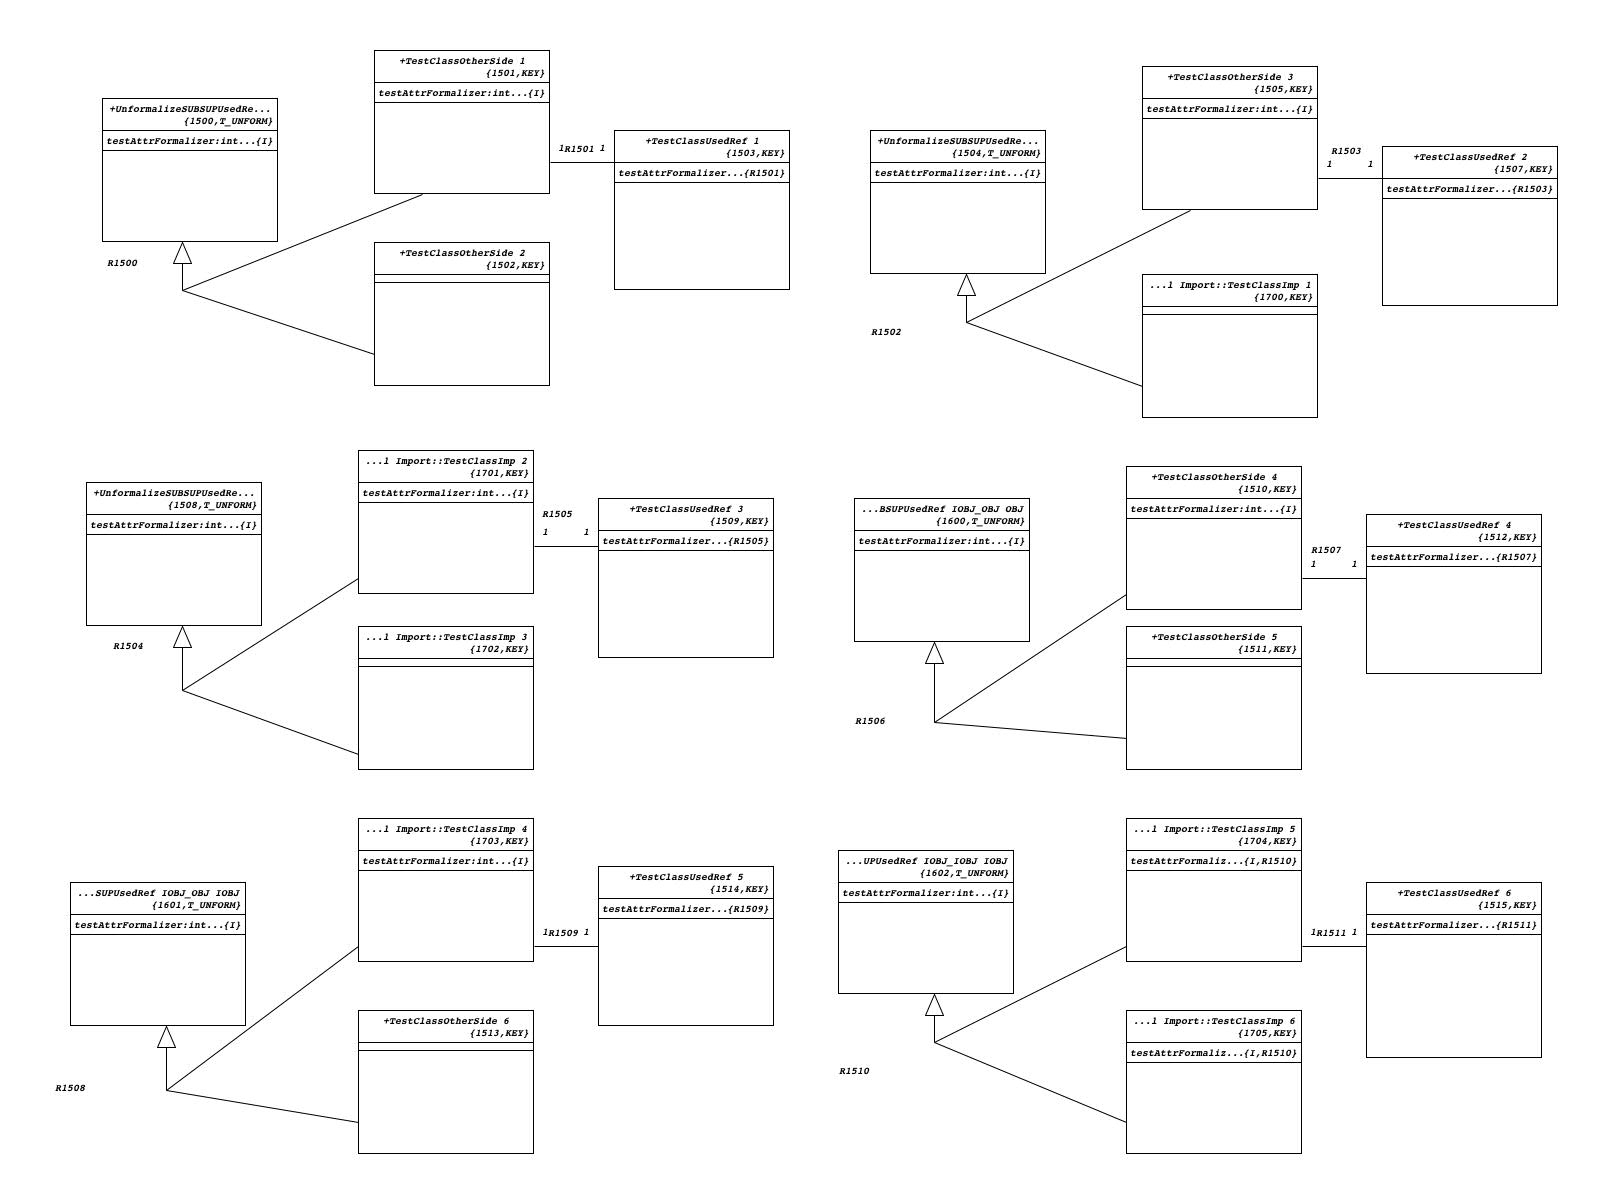 +UnformalizeSUBSUPUsedRe...
{1500,T_UNFORM}
testAttrFormalizer:int...{I}
R1500
+TestClassOtherSide 1
{1501,KEY}
testAttrFormalizer:int...{I}
1R1501 1
+TestClassUsedRef 1
{1503,KEY}
testAttrFormalizer...{R1501}
+TestClassOtherSide 2
{1502,KEY}
+UnformalizeSUBSUPUsedRe...
{1504,T_UNFORM}
testAttrFormalizer:int...{I}
R1502
+TestClassOtherSide 3
{1505,KEY}
testAttrFormalizer:int...{I}
R1503
1 1
+TestClassUsedRef 2
{1507,KEY}
testAttrFormalizer...{R1503}
...l Import::TestClassImp 1
{1700,KEY}
+UnformalizeSUBSUPUsedRe...
{1508,T_UNFORM}
testAttrFormalizer:int...{I}
R1504
...l Import::TestClassImp 2
{1701,KEY}
testAttrFormalizer:int...{I}
R1505
1 1
+TestClassUsedRef 3
{1509,KEY}
testAttrFormalizer...{R1505}
...l Import::TestClassImp 3
{1702,KEY}
...BSUPUsedRef IOBJ_OBJ OBJ
{1600,T_UNFORM}
testAttrFormalizer:int...{I}
R1506
+TestClassOtherSide 4
{1510,KEY}
testAttrFormalizer:int...{I}
R1507
1 1
+TestClassUsedRef 4
{1512,KEY}
testAttrFormalizer...{R1507}
+TestClassOtherSide 5
{1511,KEY}
...SUPUsedRef IOBJ_OBJ IOBJ
{1601,T_UNFORM}
testAttrFormalizer:int...{I}
R1508
...l Import::TestClassImp 4
{1703,KEY}
testAttrFormalizer:int...{I}
1R1509 1
+TestClassUsedRef 5
{1514,KEY}
testAttrFormalizer...{R1509}
+TestClassOtherSide 6
{1513,KEY}
...UPUsedRef IOBJ_IOBJ IOBJ
{1602,T_UNFORM}
testAttrFormalizer:int...{I}
R1510
...l Import::TestClassImp 5
{1704,KEY}
testAttrFormaliz...{I,R1510}
1R1511 1
+TestClassUsedRef 6
{1515,KEY}
testAttrFormalizer...{R1511}
...l Import::TestClassImp 6
{1705,KEY}
testAttrFormaliz...{I,R1510}